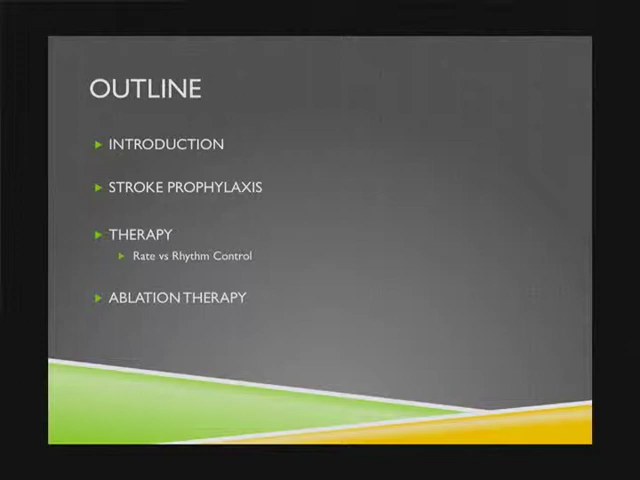 OUTLINE
INTRODUCTION
STROKE PROPHYLAXIS
THERAPY
Rate vs Rhythm Control
ABLATION THERAPY